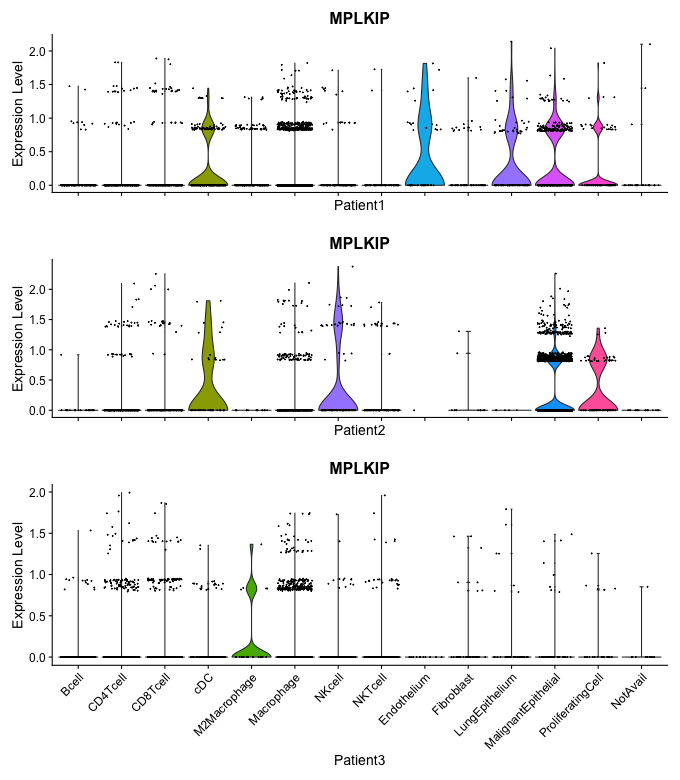 MPLKIP
Expression Level
2.0
1.5
1.0
0.5
0.0
Patient1
MPLKIP
Expression Level
2.0
1.5
1.0
0.5
0.0
Patient2
MPLKIP
Expression Level
2.0
1.5
1.0
0.5
0.0
Bcell
CD4Tcell
CD8Tcell
cDC
M2Macrophage
Macrophage
NKcell
NKTcell
Endothelium
Fibroblast
LungEpithelium
MalignantEpithelial
ProliferatingCell
NotAvail
Patient3